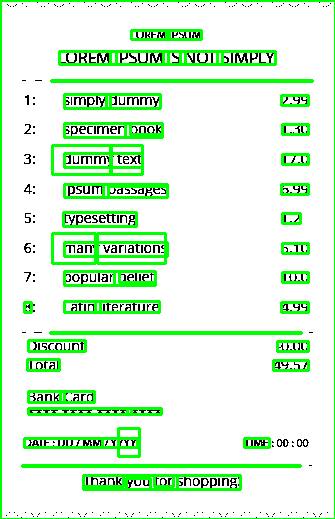 LOREM IPSUM
LOREM IPSUM IS NOT SIMPLY
1: simply dummy 2.99
2: specimen book 1.30
3: dummy text 17.0
4: ipsum passages 6.99
5: typesetting 1.2
6: many variations 5.10
7: popular belief 10.0
8: Latin literature 4.99
Discount 0.00
Total 49.57
Bank Card
**** **** **** ****
DATE : DD / MM / YYYY TIME : 00 : 00
Thank you for shopping.